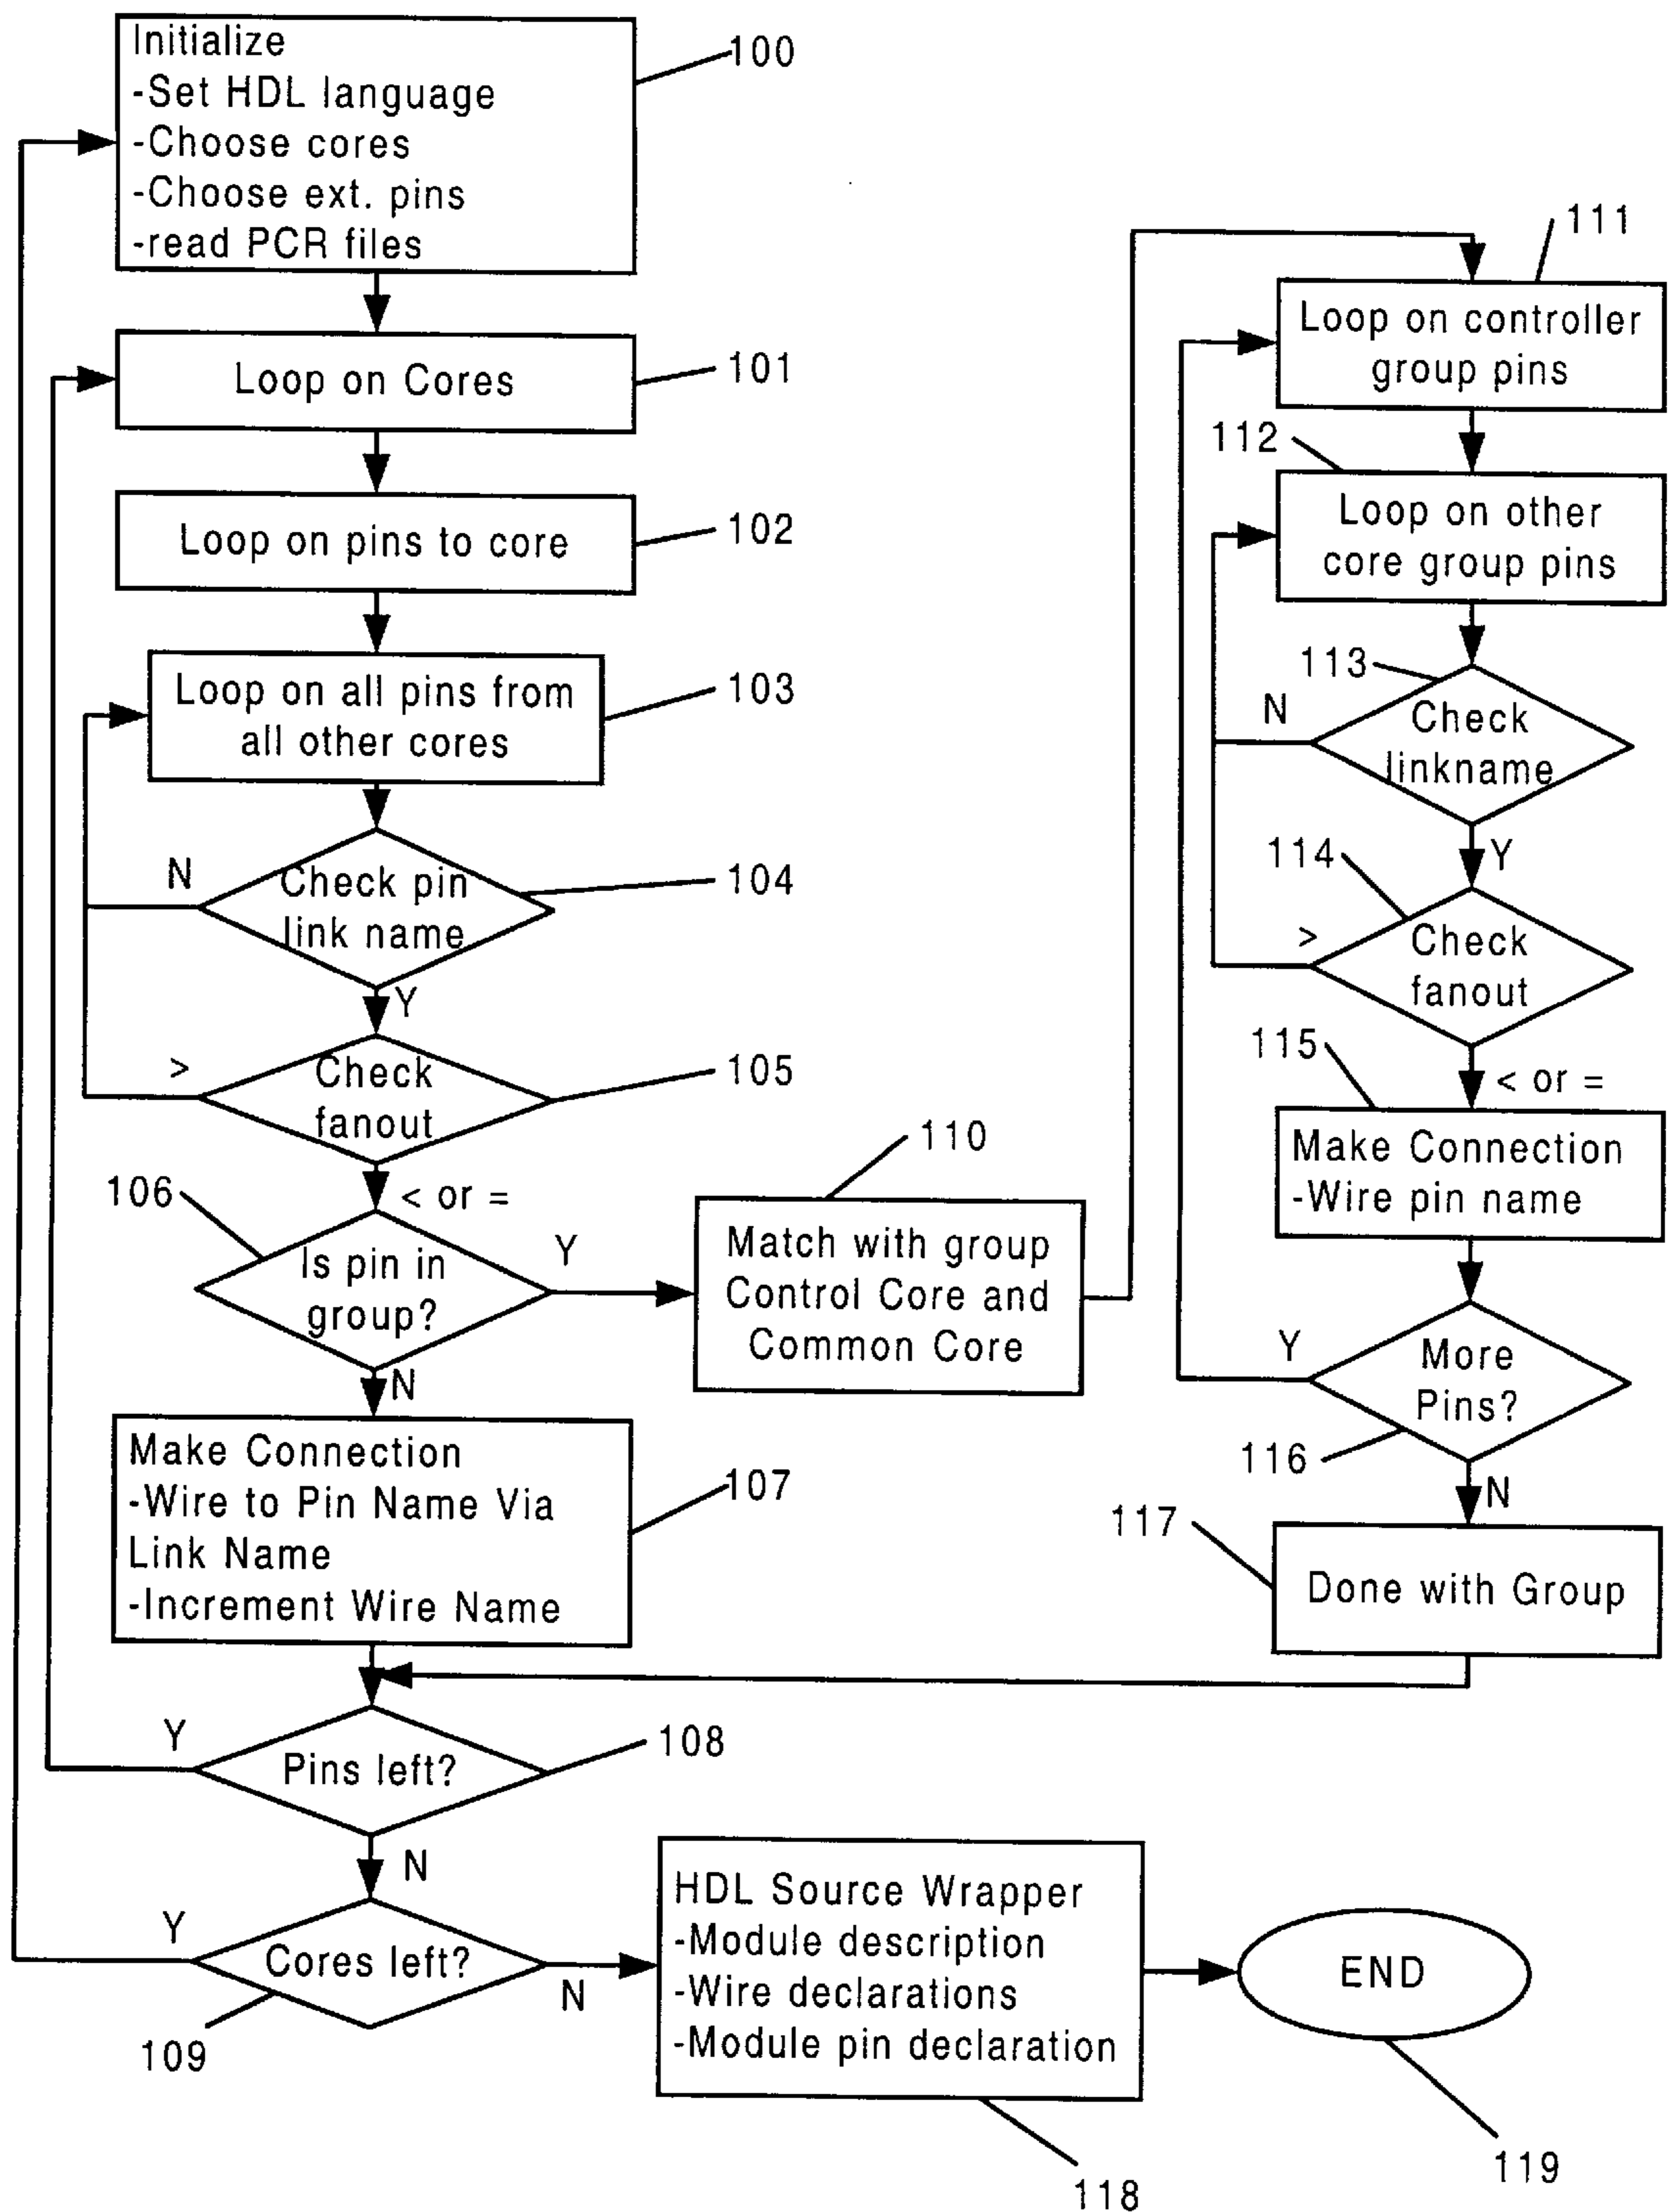 Initialize
-Set HDL language
-Choose cores
-Choose ext. pins
-read PCR files
100
Loop on Cores
101
Loop on pins to core
102
Loop on all pins from
all other cores
103
N
Check pin
link name
104
Y
>
Check
fanout
105
< or =
106
Is pin in
group?
Y
N
110
Match with group
Control Core and
Common Core
Make Connection
-Wire to Pin Name Via
Link Name
-Increment Wire Name
107
Y
Pins left?
108
N
Y
Cores left?
N
109
111
Loop on controller
group pins
112
Loop on other
core group pins
113
N
Check
linkname
Y
114
>
Check
fanout
< or =
115
Make Connection
-Wire pin name
Y
More
Pins?
116
N
117
Done with Group
HDL Source Wrapper
-Module description
-Wire declarations
-Module pin declaration
118
END
119